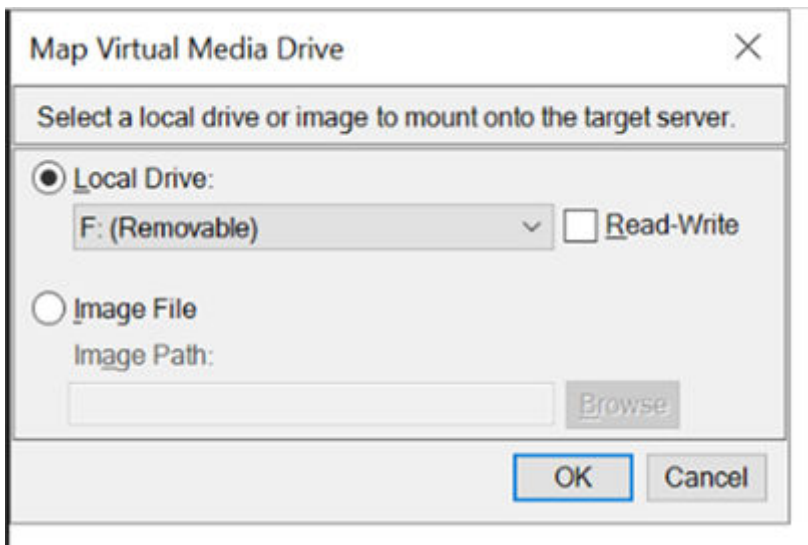 Map Virtual Media Drive
Select a local drive or image to mount onto the target server.
Local Drive:
F: (Removable) Read-Write
Image File
Image Path:
Browse
OK Cancel